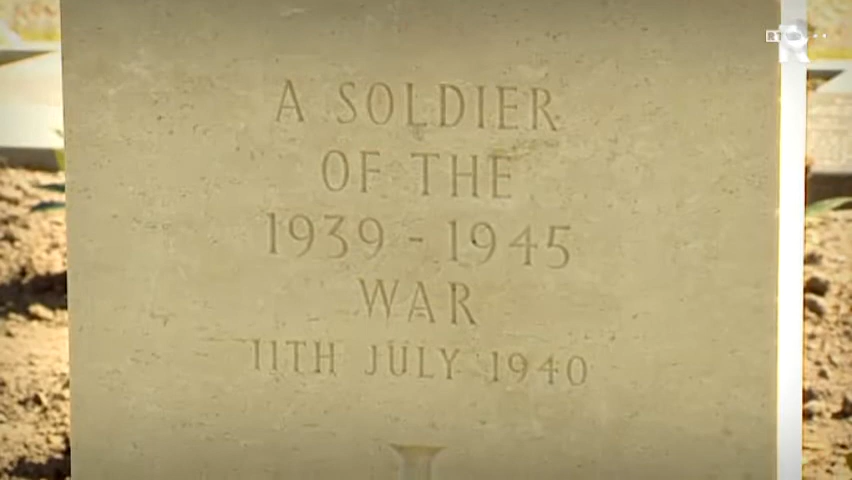 A SOLDIER
OF THE
1939 - 1945
WAR
11TH JULY 1940